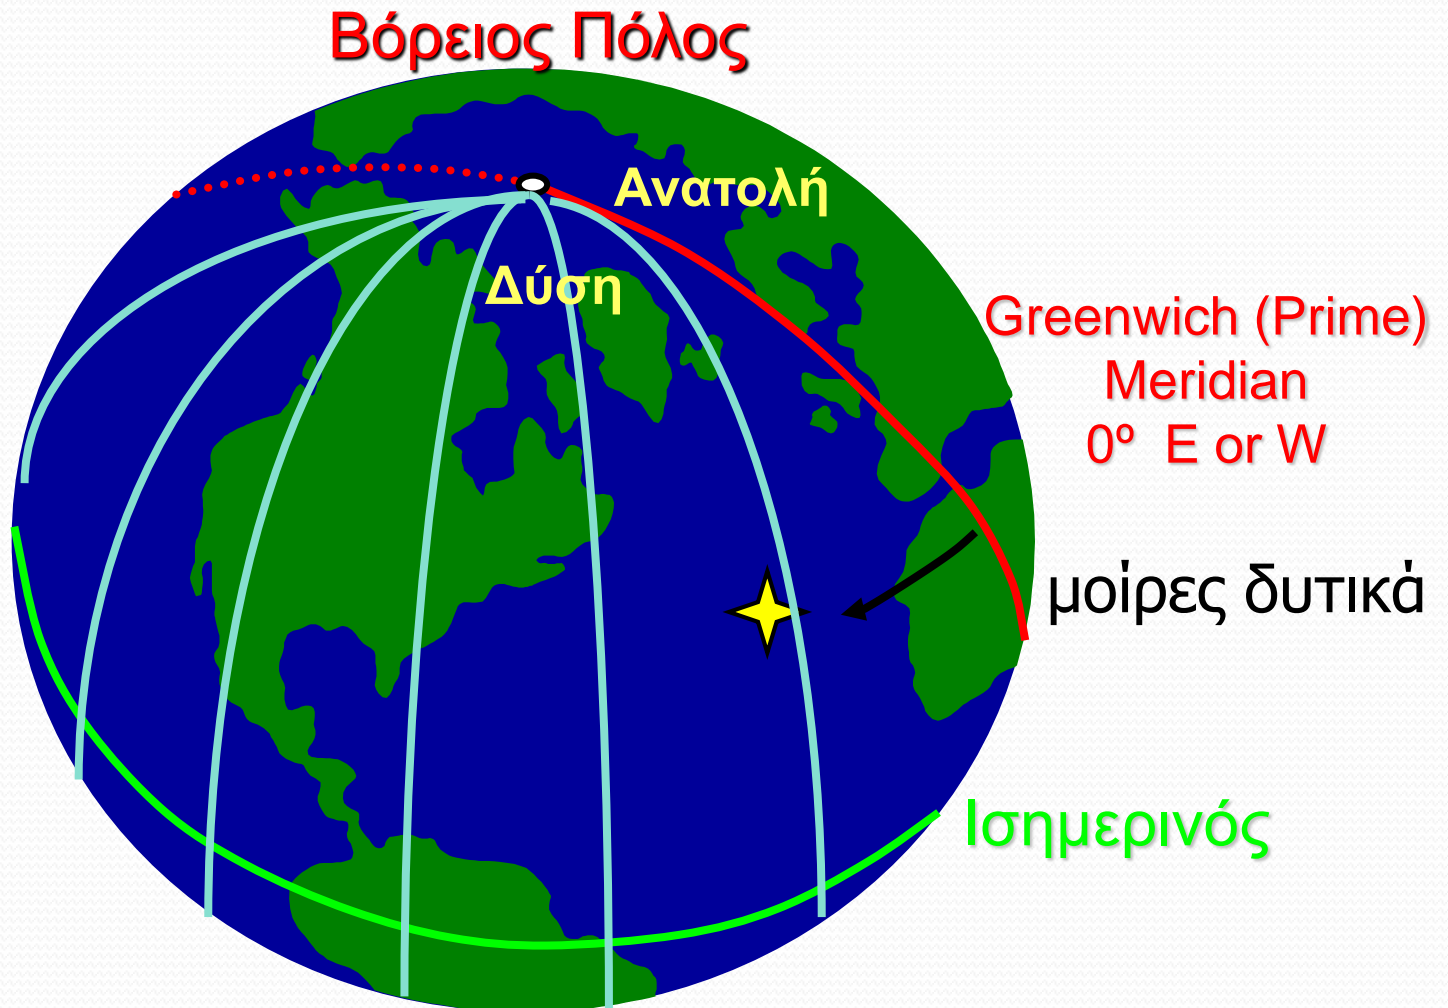 Βόρειος Πόλος
Ανατολή
Δύση
Greenwich (Prime)
Meridian
0º E or W
μοίρες δυτικά
Ισημερινός